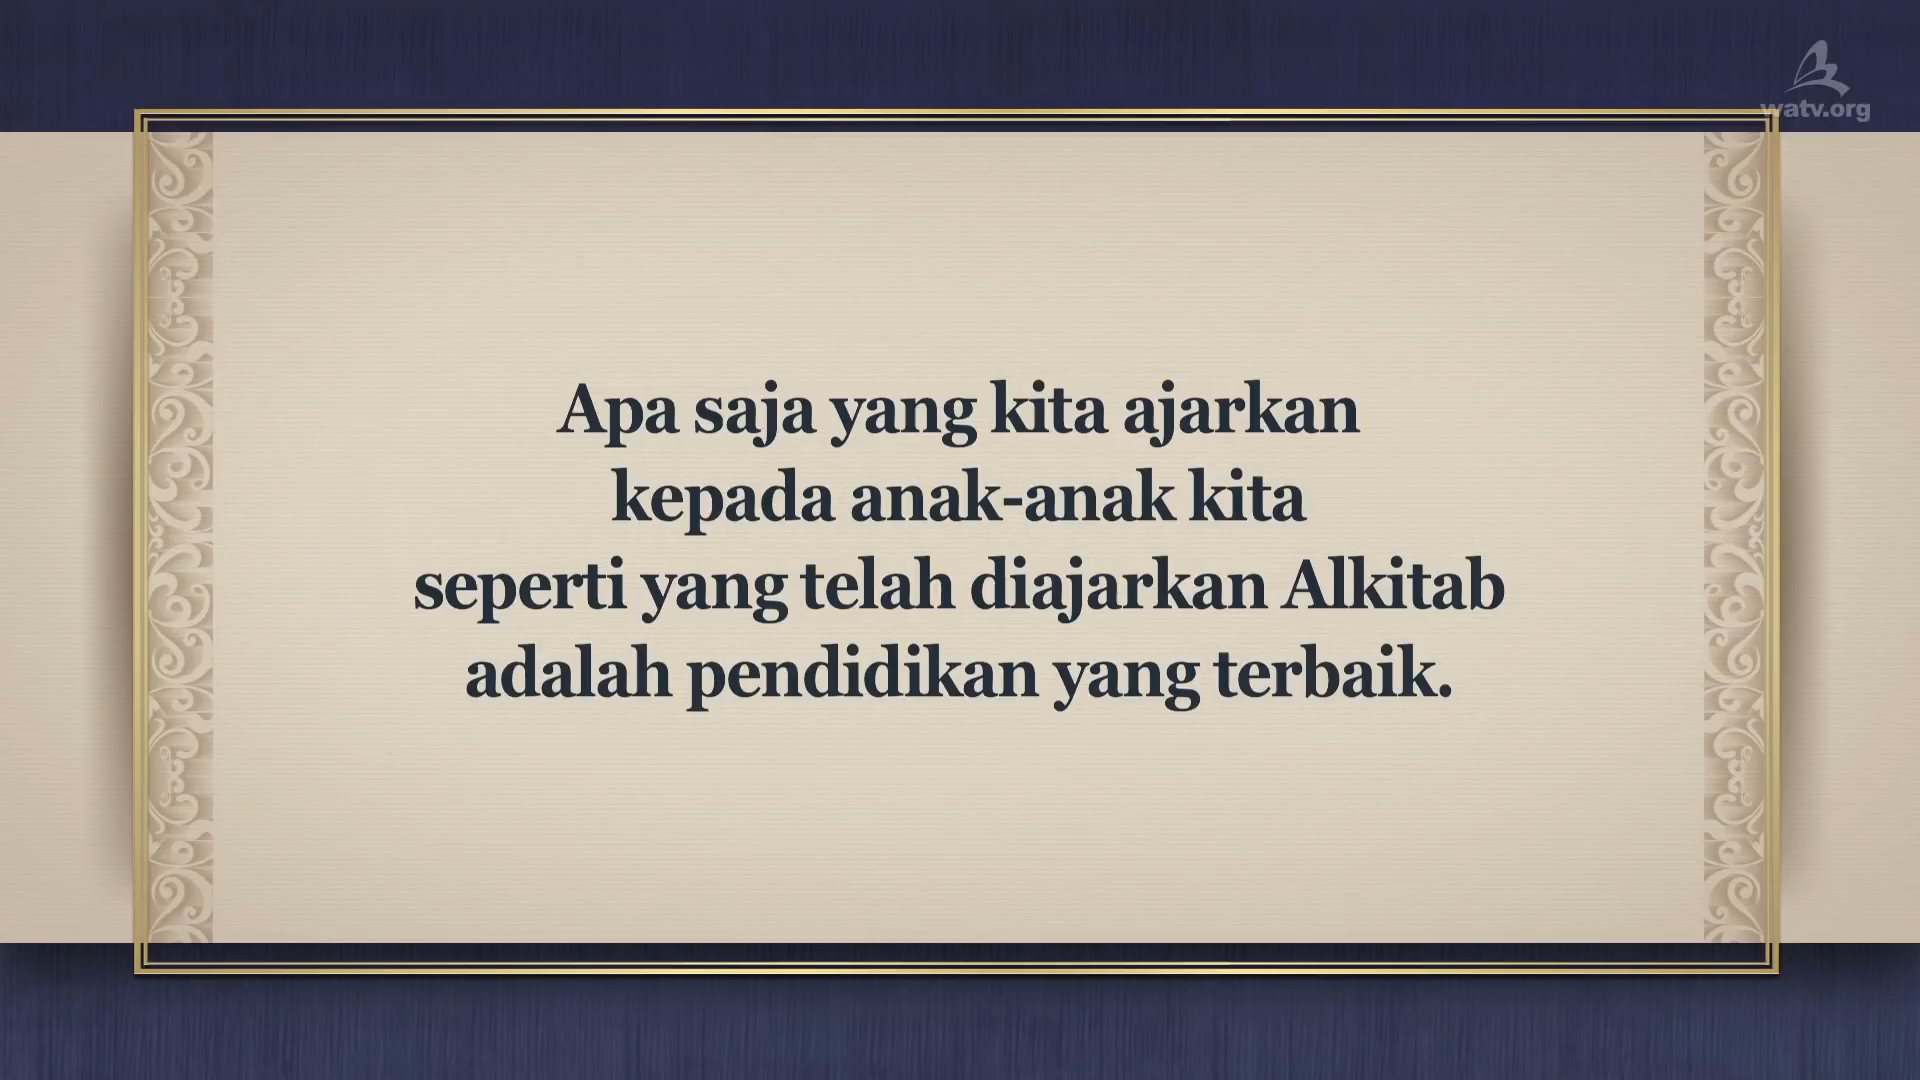 watv.org
Apa saja yang kita ajarkan
kepada anak-anak kita
seperti yang telah diajarkan Alkitab
adalah pendidikan yang terbaik.